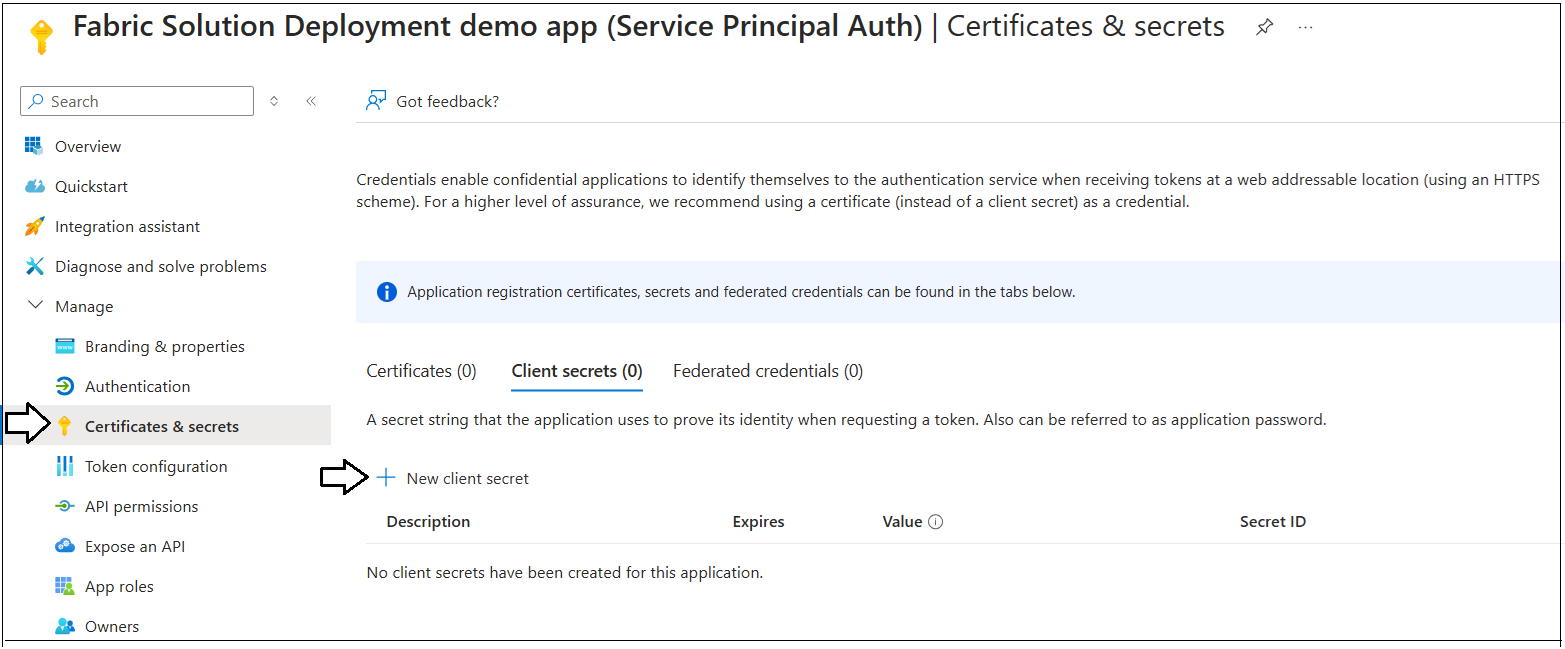 Fabric Solution Deployment demo app (Service Principal Auth) | Certificates & secrets
Search
Got feedback?
Overview
Quickstart
Integration assistant
Diagnose and solve problems
Manage
Branding & properties
Authentication
Certificates & secrets
Token configuration
API permissions
Expose an API
App roles
Owners
Credentials enable confidential applications to identify themselves to the authentication service when receiving tokens at a web addressable location (using an HTTPS
scheme). For a higher level of assurance, we recommend using a certificate (instead of a client secret) as a credential.
Application registration certificates, secrets and federated credentials can be found in the tabs below.
Certificates (0) Client secrets (0) Federated credentials (0)
A secret string that the application uses to prove its identity when requesting a token. Also can be referred to as application password.
New client secret
Description Expires Value Secret ID
No client secrets have been created for this application.